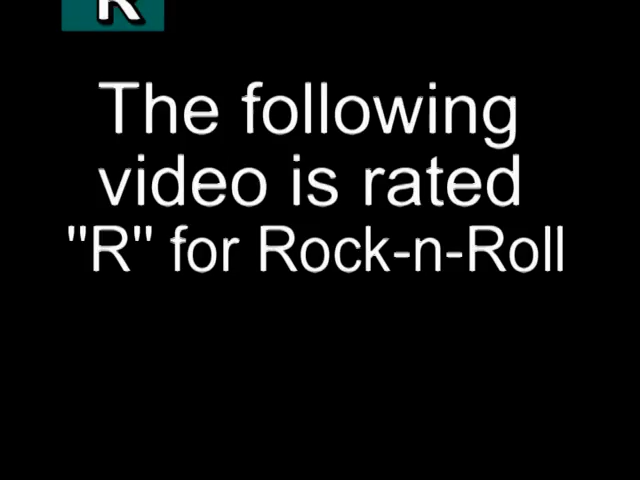 R
The following
video is rated
"R" for Rock-n-Roll